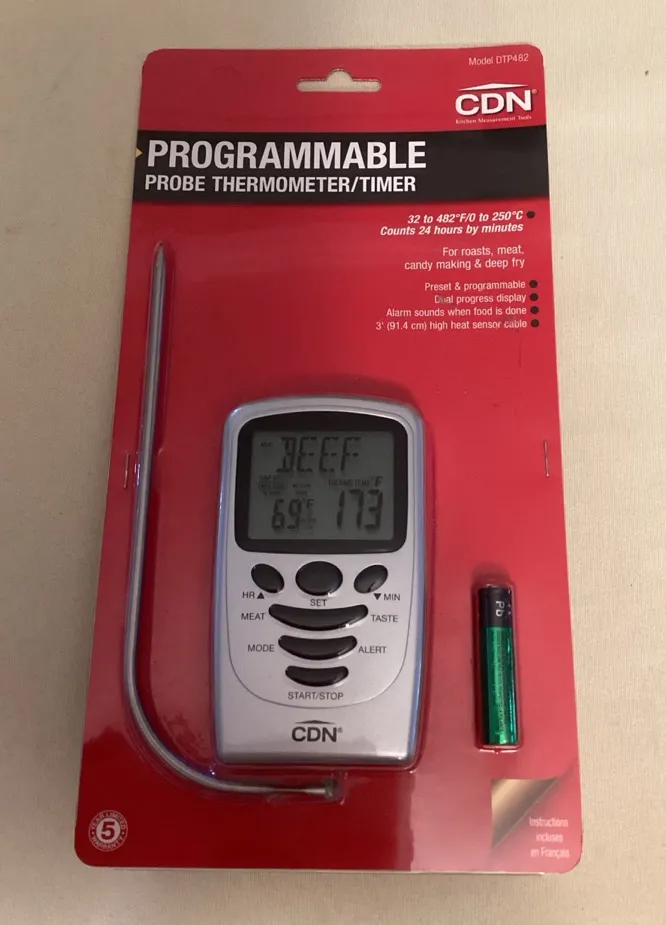 Model DTP482
CDN®
Kitchen Measurement Tools
PROGRAMMABLE
PROBE THERMOMETER/TIMER
32 to 482°F/0 to 250°C
Counts 24 hours by minutes
For roasts, meat,
candy making & deep fry
Preset & programmable
Dual progress display
Alarm sounds when food is done
3' (91.4 cm) high heat sensor cable
BEEF
°F
69°F 173
HR▲ SET ▼MIN
MEAT TASTE
MODE ALERT
START/STOP
CDN®
5
YEAR LIMITED
WARRANTY
Instructions
incluses
en Français